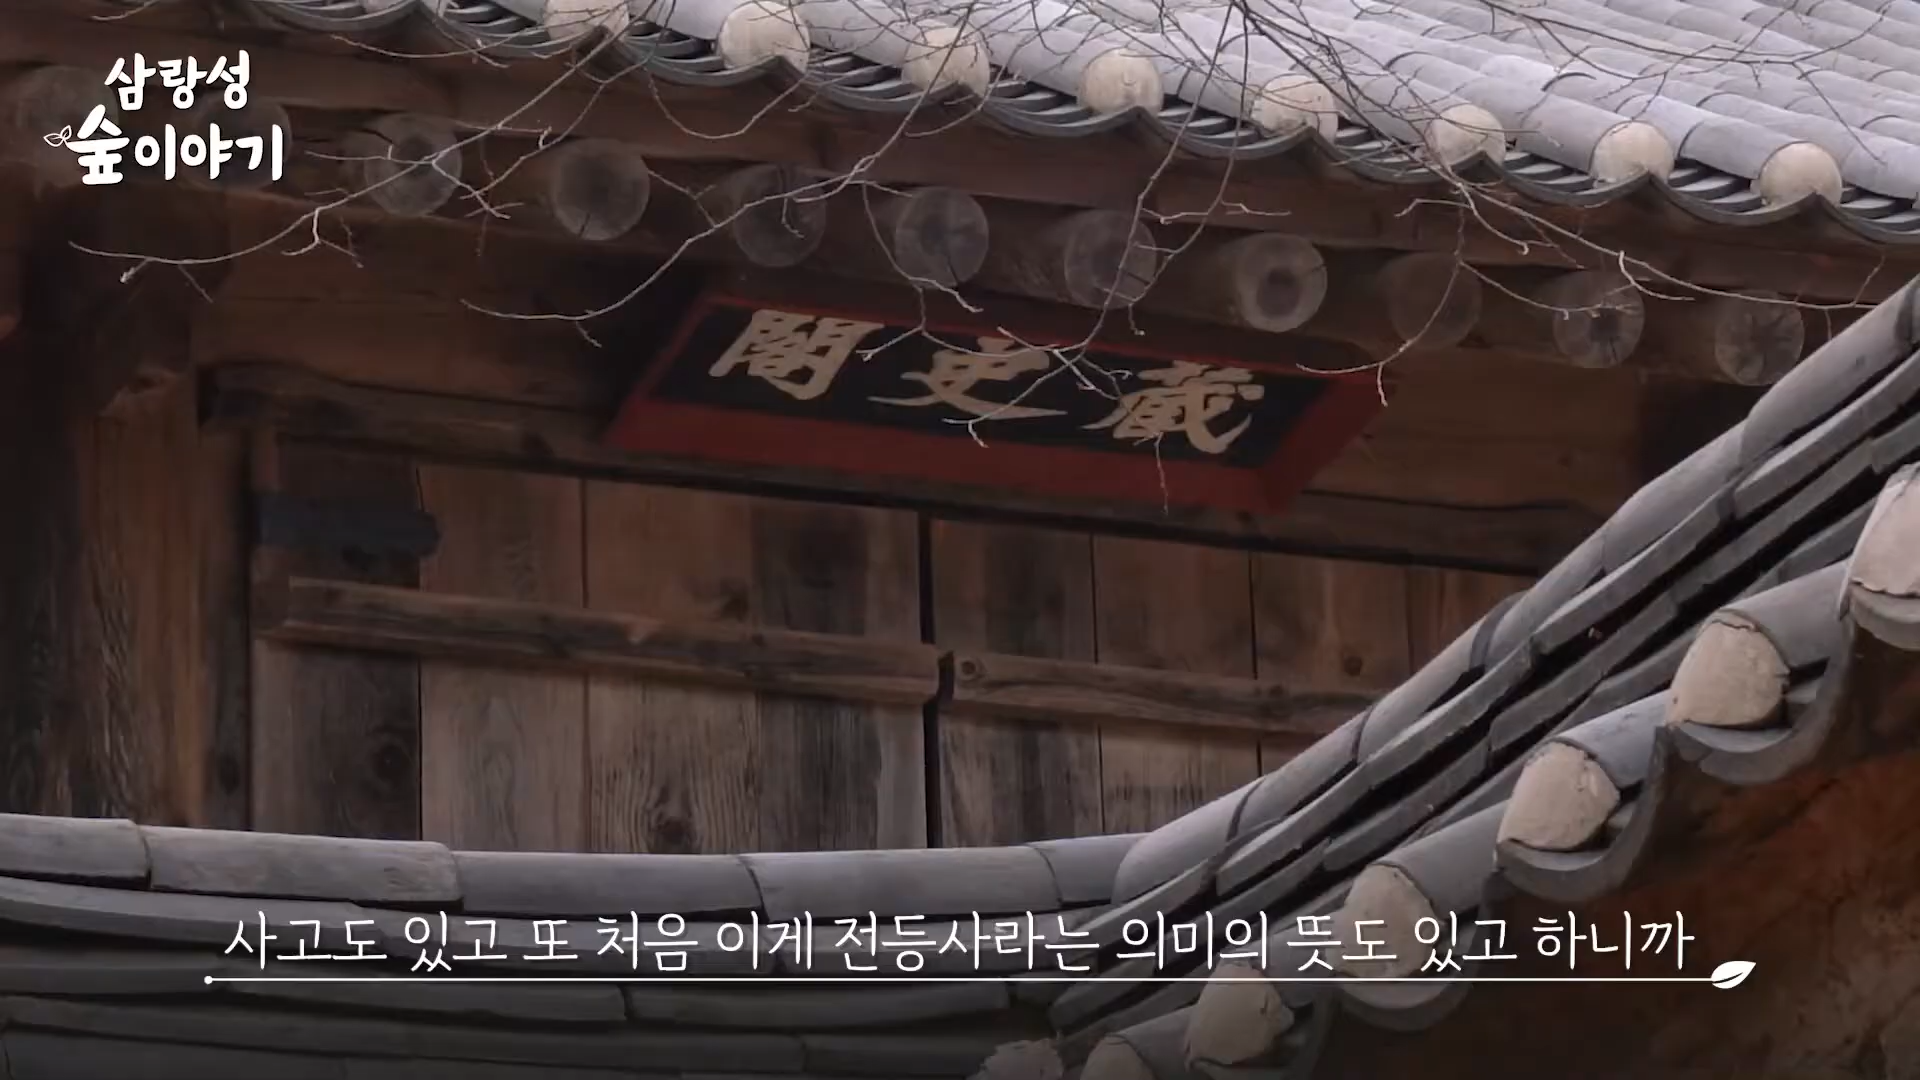 삼랑성
숲이야기
閣史藏
사고도 있고 또 처음 이게 전등사라는 의미의 뜻도 있고 하니까